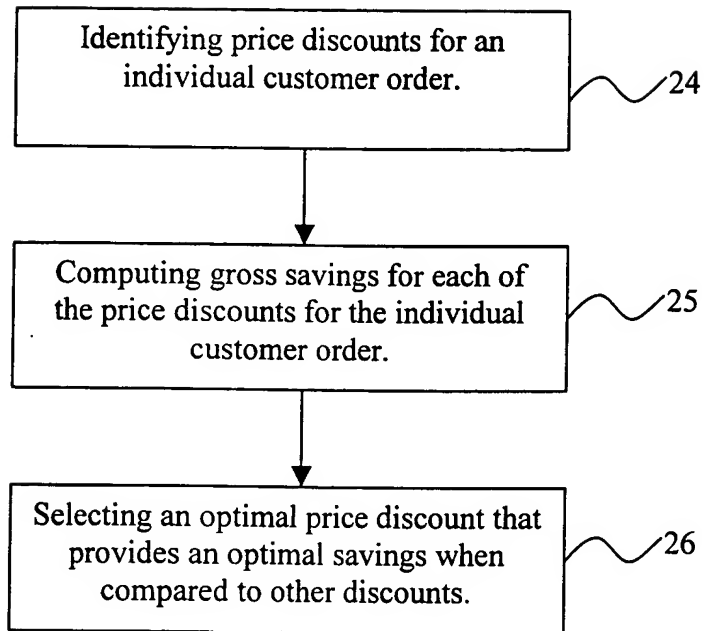 Identifying price discounts for an
individual customer order.
24
Computing gross savings for each of
the price discounts for the individual
customer order.
25
Selecting an optimal price discount that
provides an optimal savings when
compared to other discounts.
26